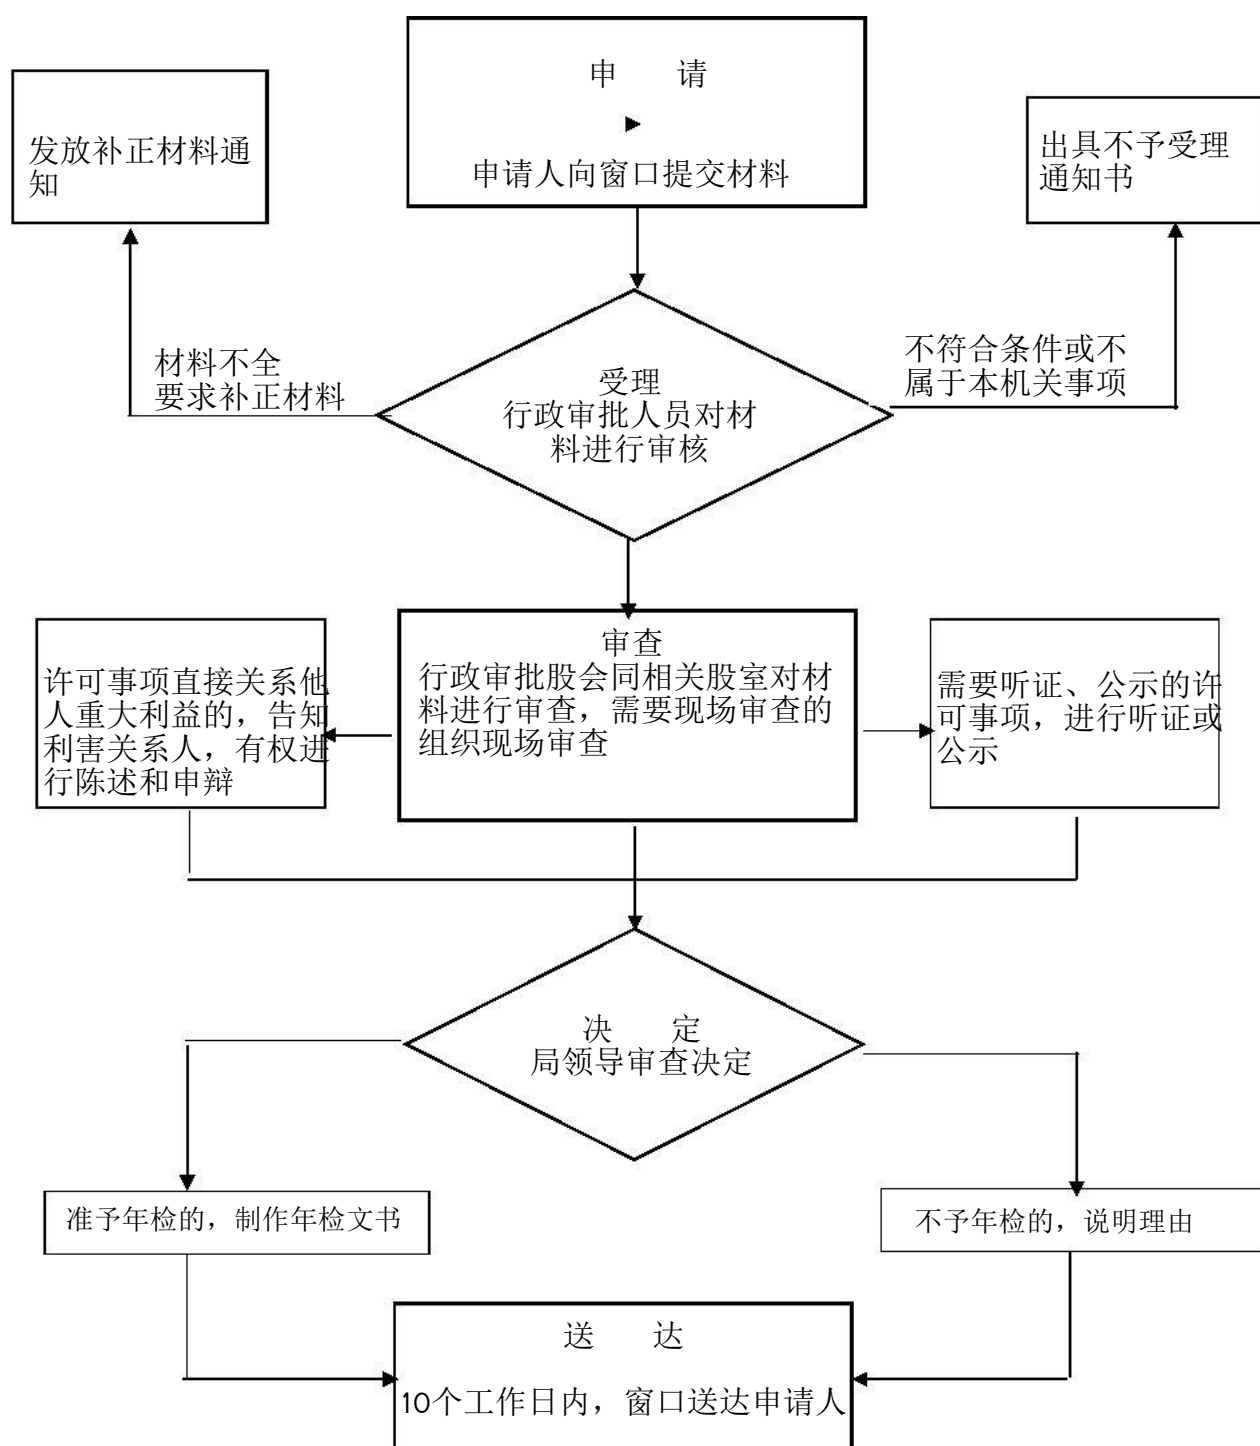 申 请
申请人向窗口提交材料
发放补正材料通
知
出具不予受理
通知书
材料不全
要求补正材料
不符合条件或不
属于本机关事项
受理
行政审批人员对材
料进行审核
许可事项直接关系他
人重大利益的，告知
利害关系人，有权进
行陈述和申辩
审查
行政审批股会同相关股室对材
料进行审查，需要现场审查的
组织现场审查
需要听证、公示的许
可事项，进行听证或
公示
决 定
局领导审查决定
准予年检的，制作年检文书
不予年检的，说明理由
送 达
10个工作日内，窗口送达申请人